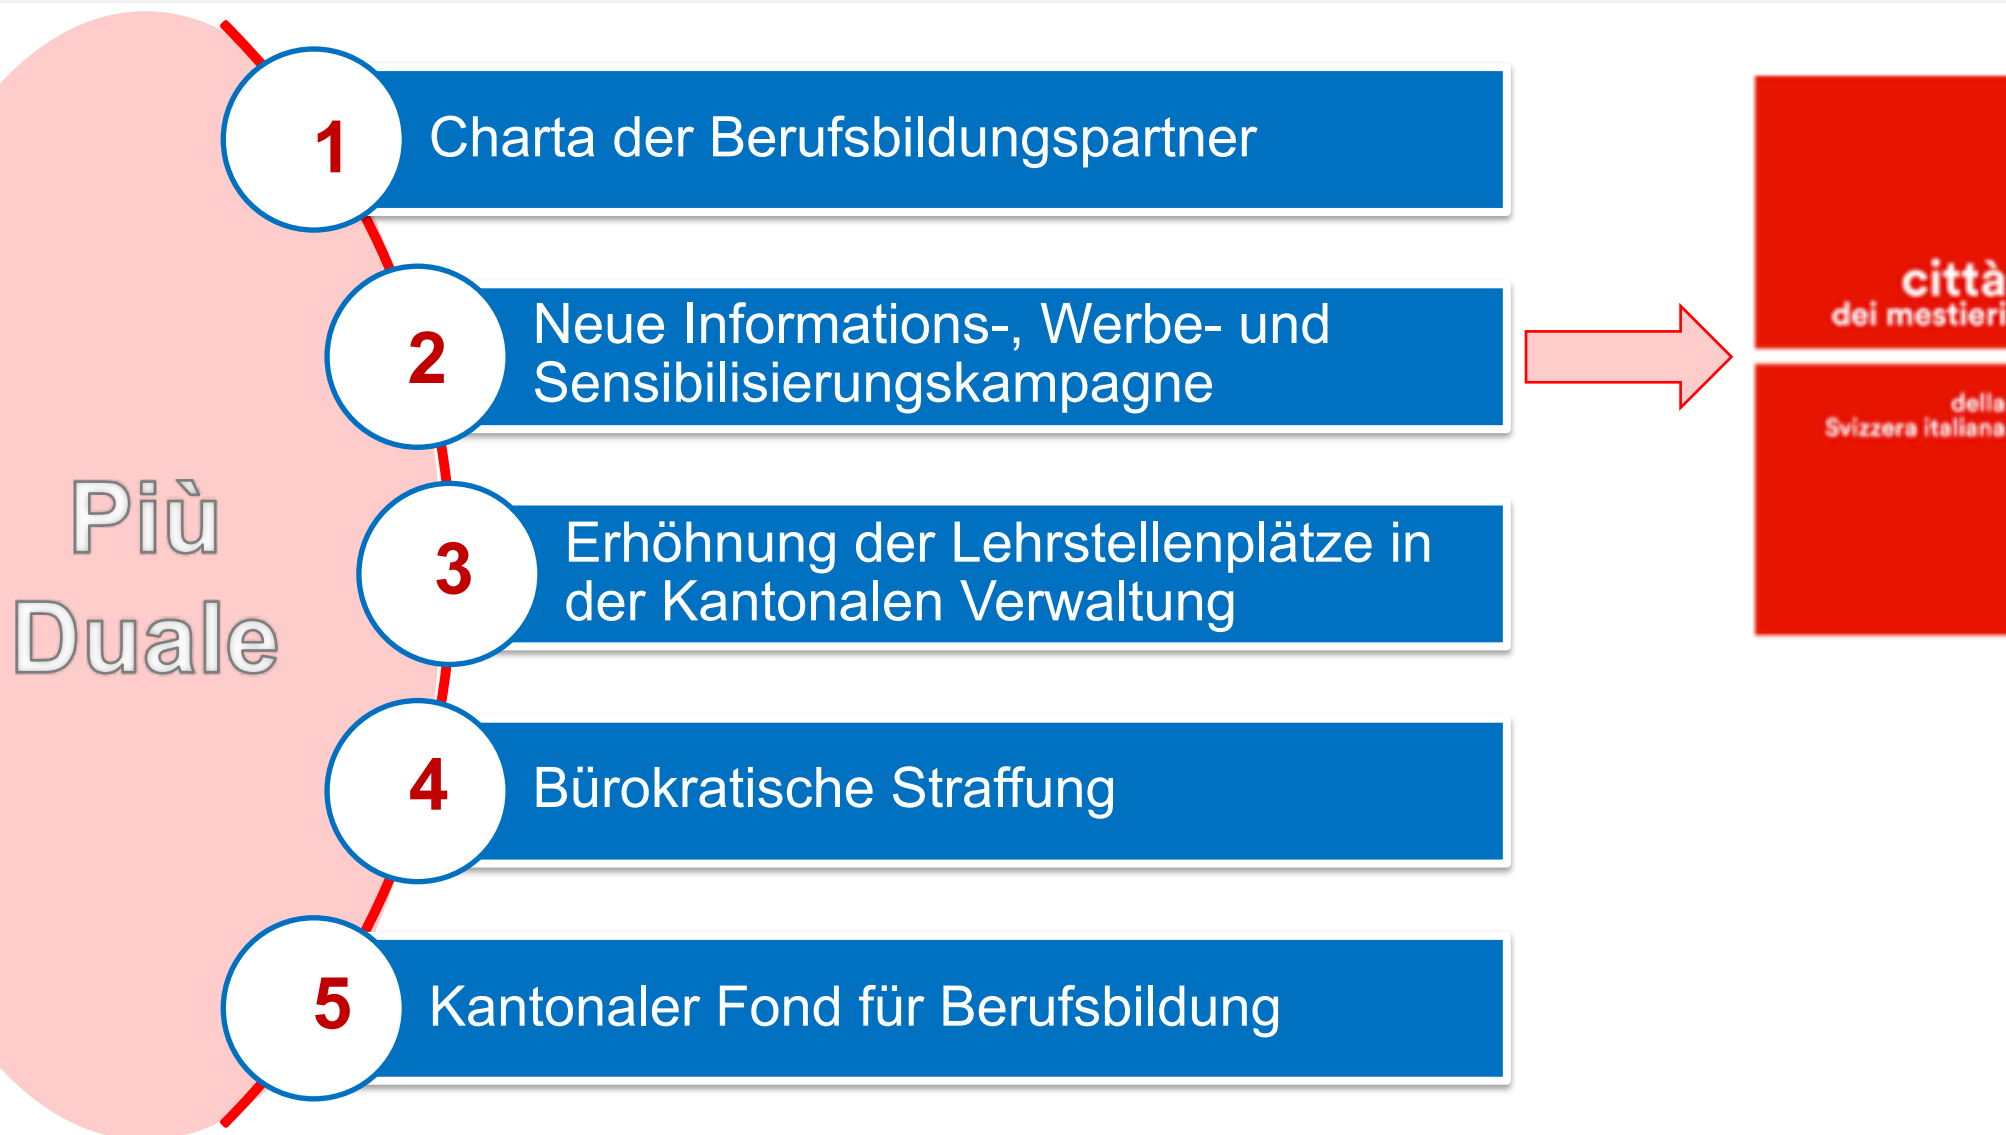 Più
Duale
1
Charta der Berufsbildungspartner
2
Neue Informations-, Werbe- und
Sensibilisierungskampagne
3
Erhöhnung der Lehrstellenplätze in
der Kantonalen Verwaltung
4
Bürokratische Straffung
5
Kantonaler Fond für Berufsbildung
città
dei mestieri
della
Svizzera italiana